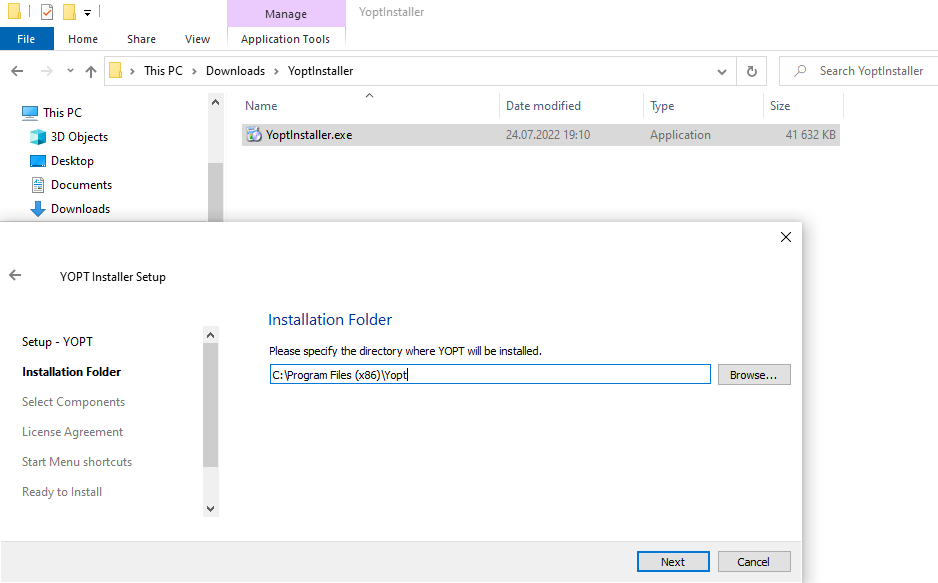 Manage
YoptInstaller
File
Home
Share
View
Application Tools
This PC
Downloads
YoptInstaller
Search YoptInstaller
This PC
3D Objects
Desktop
Documents
Downloads
Name
Date modified
Type
Size
YoptInstaller.exe
24.07.2022 19:10
Application
41 632 KB
YOPT Installer Setup
Setup - YOPT
Installation Folder
Select Components
License Agreement
Start Menu shortcuts
Ready to Install
Installation Folder
Please specify the directory where YOPT will be installed.
C:\Program Files (x86)\Yopt
Browse...
Next
Cancel